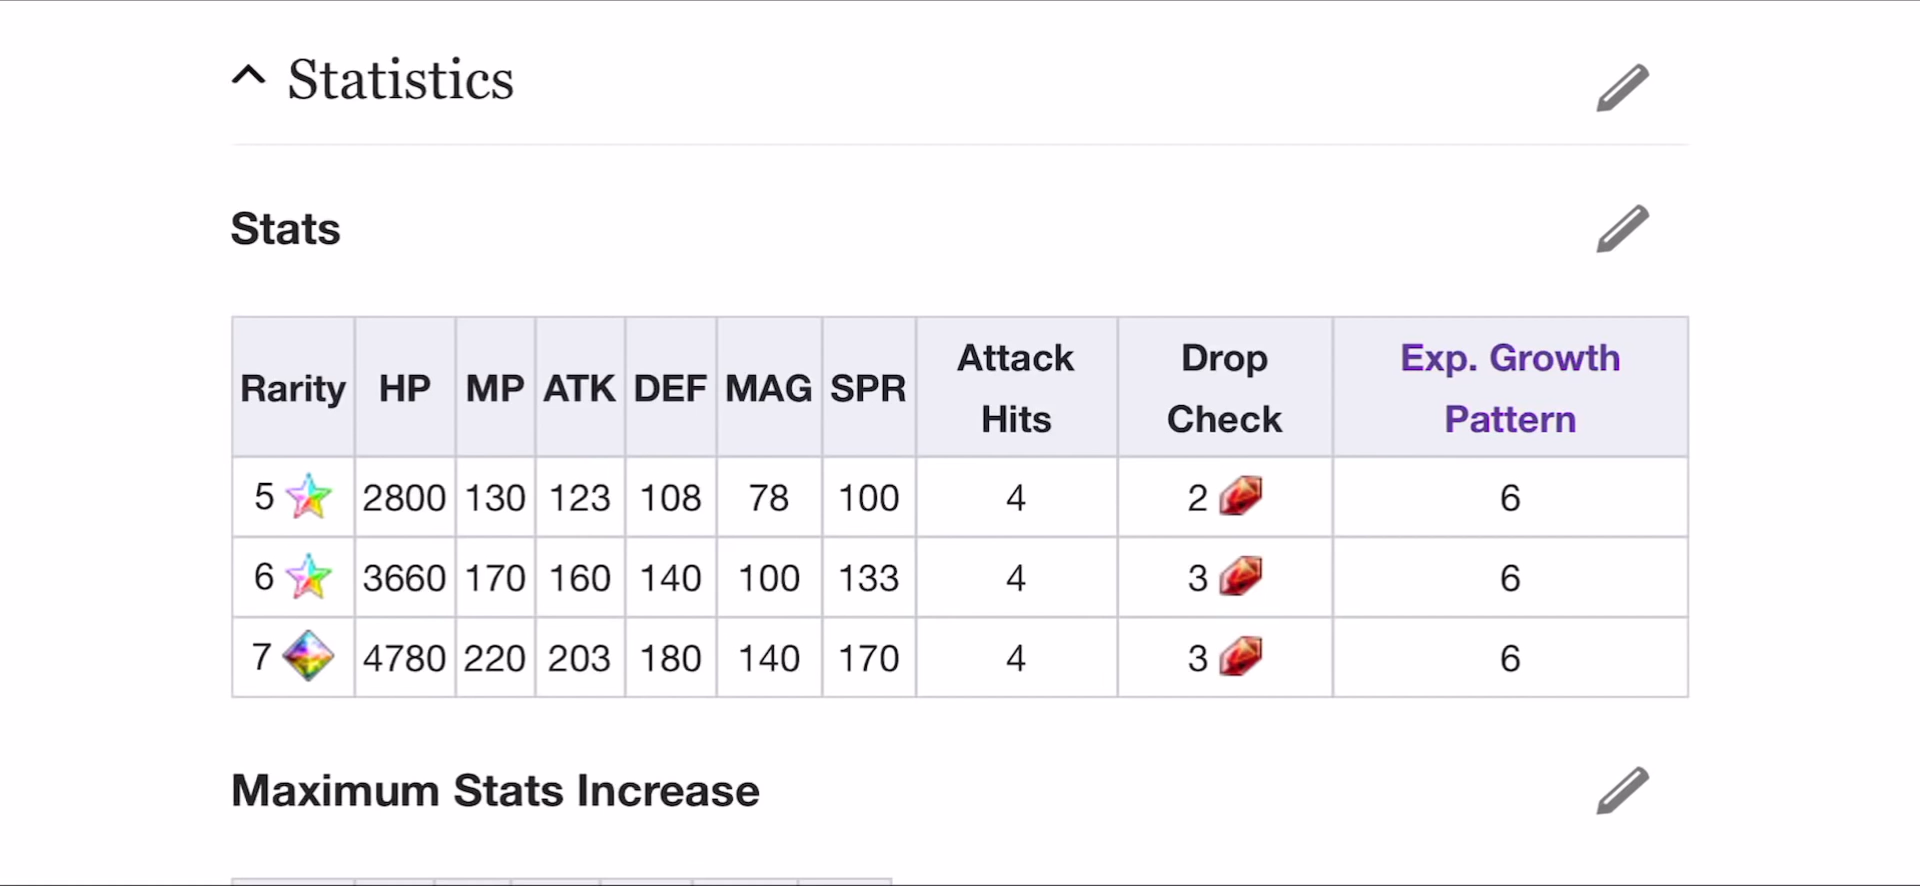 Statistics
Stats
Rarity HP MP ATK DEF MAG SPR Attack Hits Drop Check Exp. Growth Pattern
5 2800 130 123 108 78 100 4 2 6
6 3660 170 160 140 100 133 4 3 6
7 4780 220 203 180 140 170 4 3 6
Maximum Stats Increase